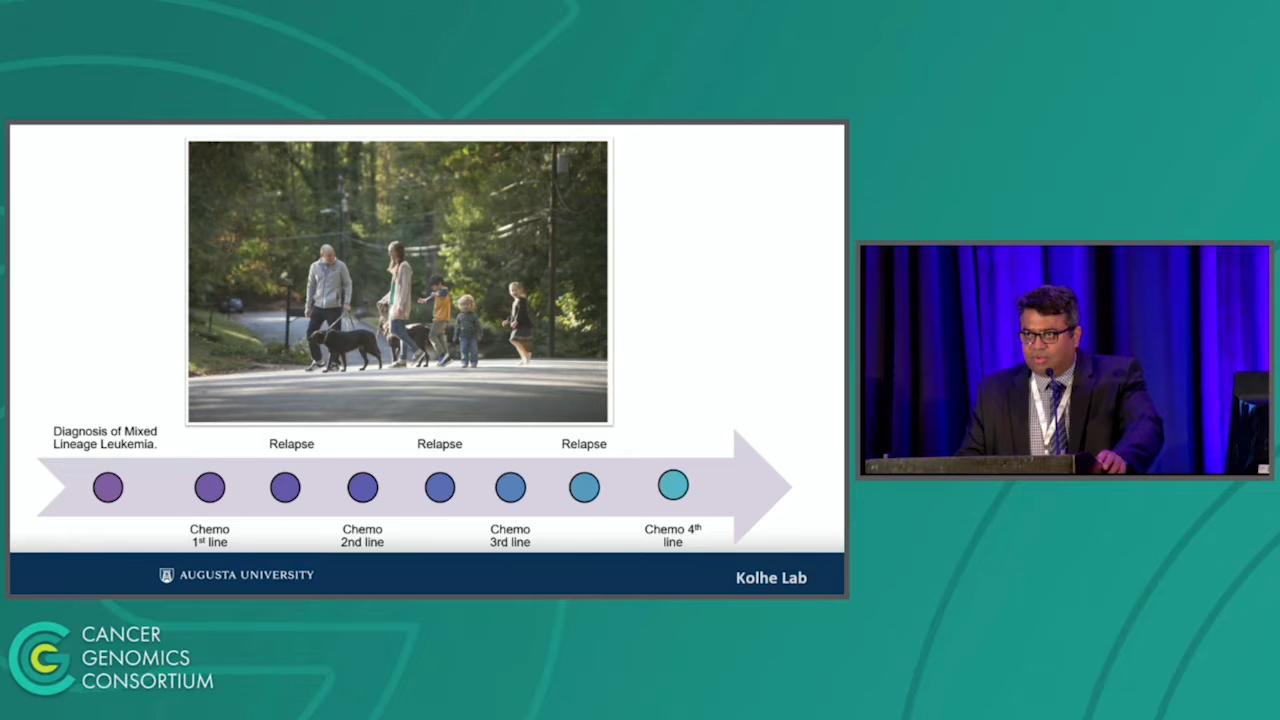 Diagnosis of Mixed
Lineage Leukemia.
Relapse
Relapse
Relapse
Chemo
1st line
Chemo
2nd line
Chemo
3rd line
Chemo 4th
line
AUGUSTA UNIVERSITY
Kolhe Lab
CANCER
GENOMICS
CONSORTIUM